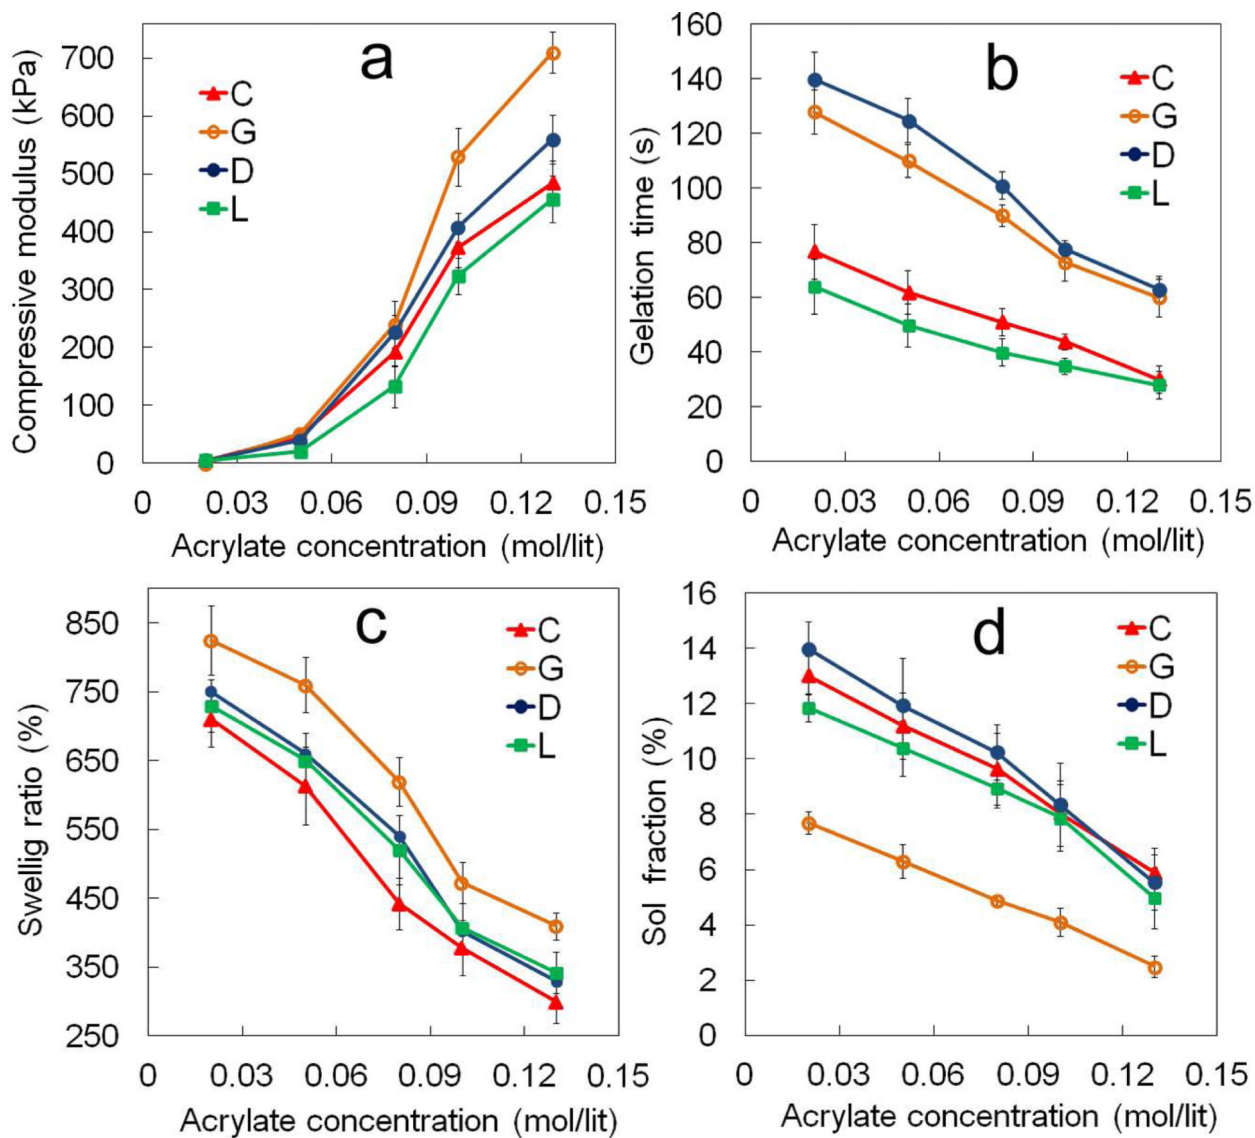 a
Compressive modulus (kPa)
700
600
500
400
300
200
100
0
C
G
D
L
0 0.03 0.06 0.09 0.12 0.15
Acrylate concentration (mol/lit)
b
Gelation time (s)
160
140
120
100
80
60
40
20
0
C
G
D
L
0 0.03 0.06 0.09 0.12 0.15
Acrylate concentration (mol/lit)
c
Swellig ratio (%)
850
750
650
550
450
350
250
C
G
D
L
0 0.03 0.06 0.09 0.12 0.15
Acrylate concentration (mol/lit)
d
Sol fraction (%)
16
14
12
10
8
6
4
2
0
C
G
D
L
0 0.03 0.06 0.09 0.12 0.15
Acrylate concentration (mol/lit)